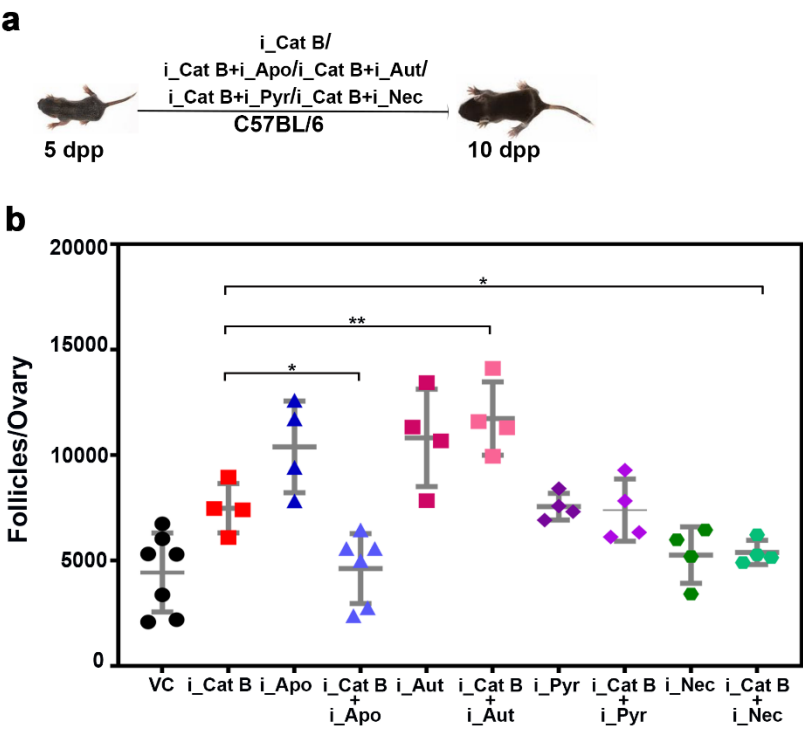 a
i_Cat B/
i_Cat B+i_Apo/i_Cat B+i_Aut/
i_Cat B+i_Pyr/i_Cat B+i_Nec
C57BL/6
5 dpp
10 dpp
b
Follicles/Ovary
20000
15000
10000
5000
0
*
**
*
VC
i_Cat B
i_Apo
i_Cat B
+
i_Apo
i_Aut
i_Cat B
+
i_Aut
i_Pyr
i_Cat B
+
i_Pyr
i_Nec
i_Cat B
+
i_Nec